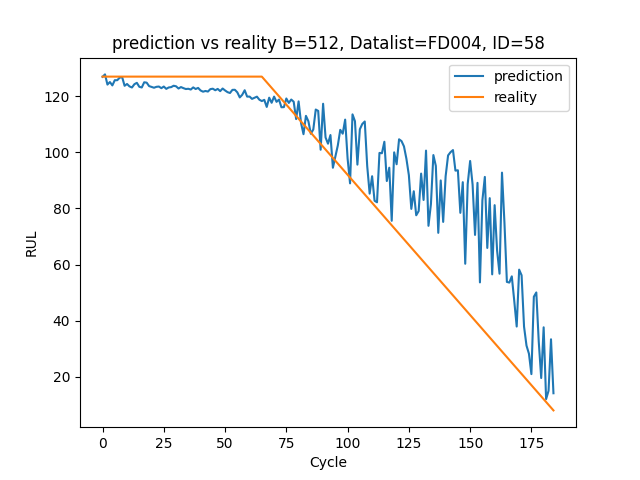 prediction vs reality B=512, Datalist=FD004, ID=58
prediction
reality
120
100
80
60
40
20
RUL
0 25 50 75 100 125 150 175
Cycle